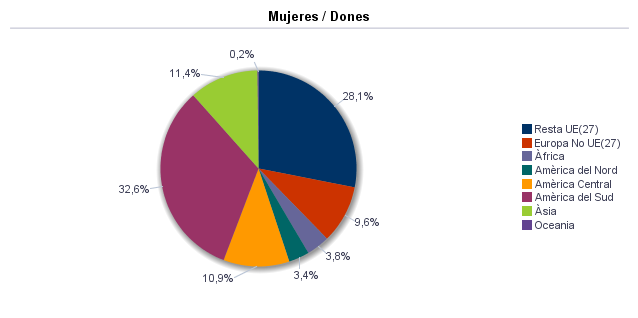 Mujeres / Dones
0,2%
11,4%
28,1%
32,6%
9,6%
3,8%
3,4%
10,9%
Resta UE(27)
Europa No UE(27)
Àfrica
Amèrica del Nord
Amèrica Central
Amèrica del Sud
Àsia
Oceania